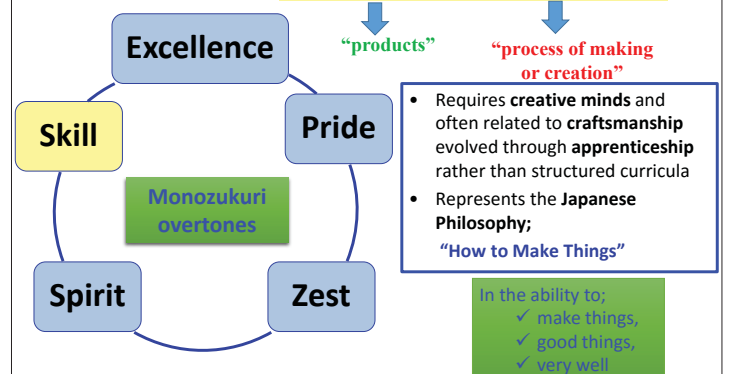 Excellence
Skill
Pride
Monozukuri
overtones
Spirit
Zest
“products”
“process of making
or creation”
• Requires creative minds and
often related to craftsmanship
evolved through apprenticeship
rather than structured curricula
• Represents the Japanese
Philosophy;
“How to Make Things”
In the ability to;
✓ make things,
✓ good things,
✓ very well